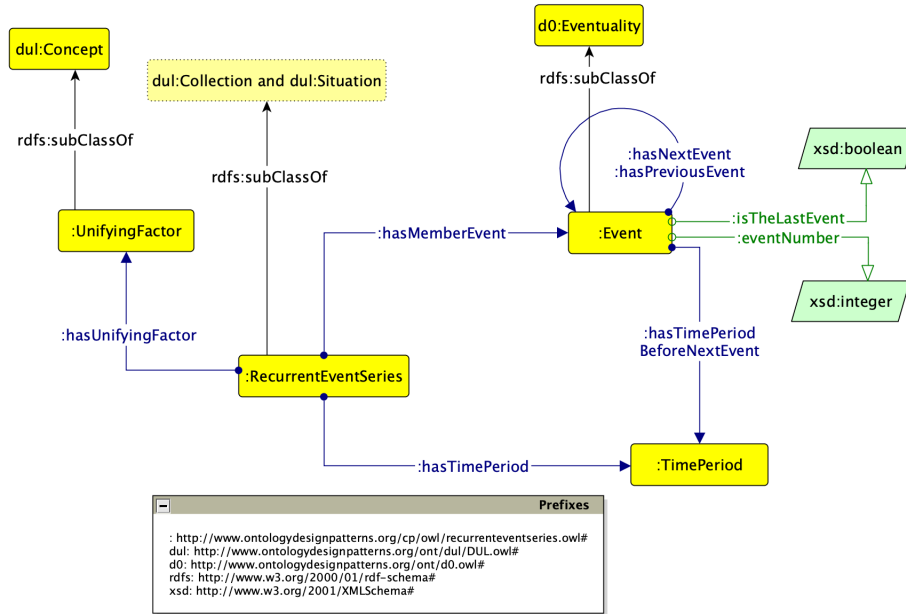 d0:Eventuality
dul:Concept
dul:Collection and dul:Situation
rdfs:subClassOf
rdfs:subClassOf
rdfs:subClassOf
:hasNextEvent
:hasPreviousEvent
xsd:boolean
:UnifyingFactor
:hasMemberEvent
:Event
:isTheLastEvent
:eventNumber
xsd:integer
:hasUnifyingFactor
:hasTimePeriod
BeforeNextEvent
:RecurrentEventSeries
:hasTimePeriod
:TimePeriod
Prefixes
: http://www.ontologydesignpatterns.org/cp/owl/recurrenteventseries.owl#
dul: http://www.ontologydesignpatterns.org/ont/dul/DUL.owl#
d0: http://www.ontologydesignpatterns.org/ont/d0.owl#
rdfs: http://www.w3.org/2000/01/rdf-schema#
xsd: http://www.w3.org/2001/XMLSchema#